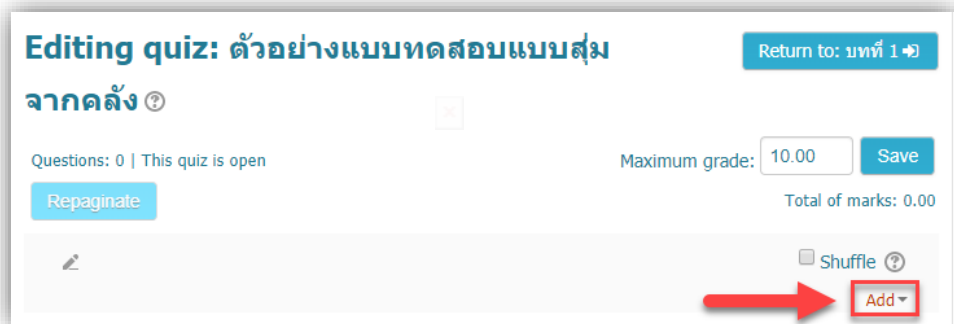 Editing quiz: ตัวอย่างแบบทดสอบแบบสุ่ม
จากคลัง
Return to: บทที่ 1
Questions: 0 | This quiz is open
Maximum grade: 10.00 Save
Repaginate
Total of marks: 0.00
Shuffle
Add